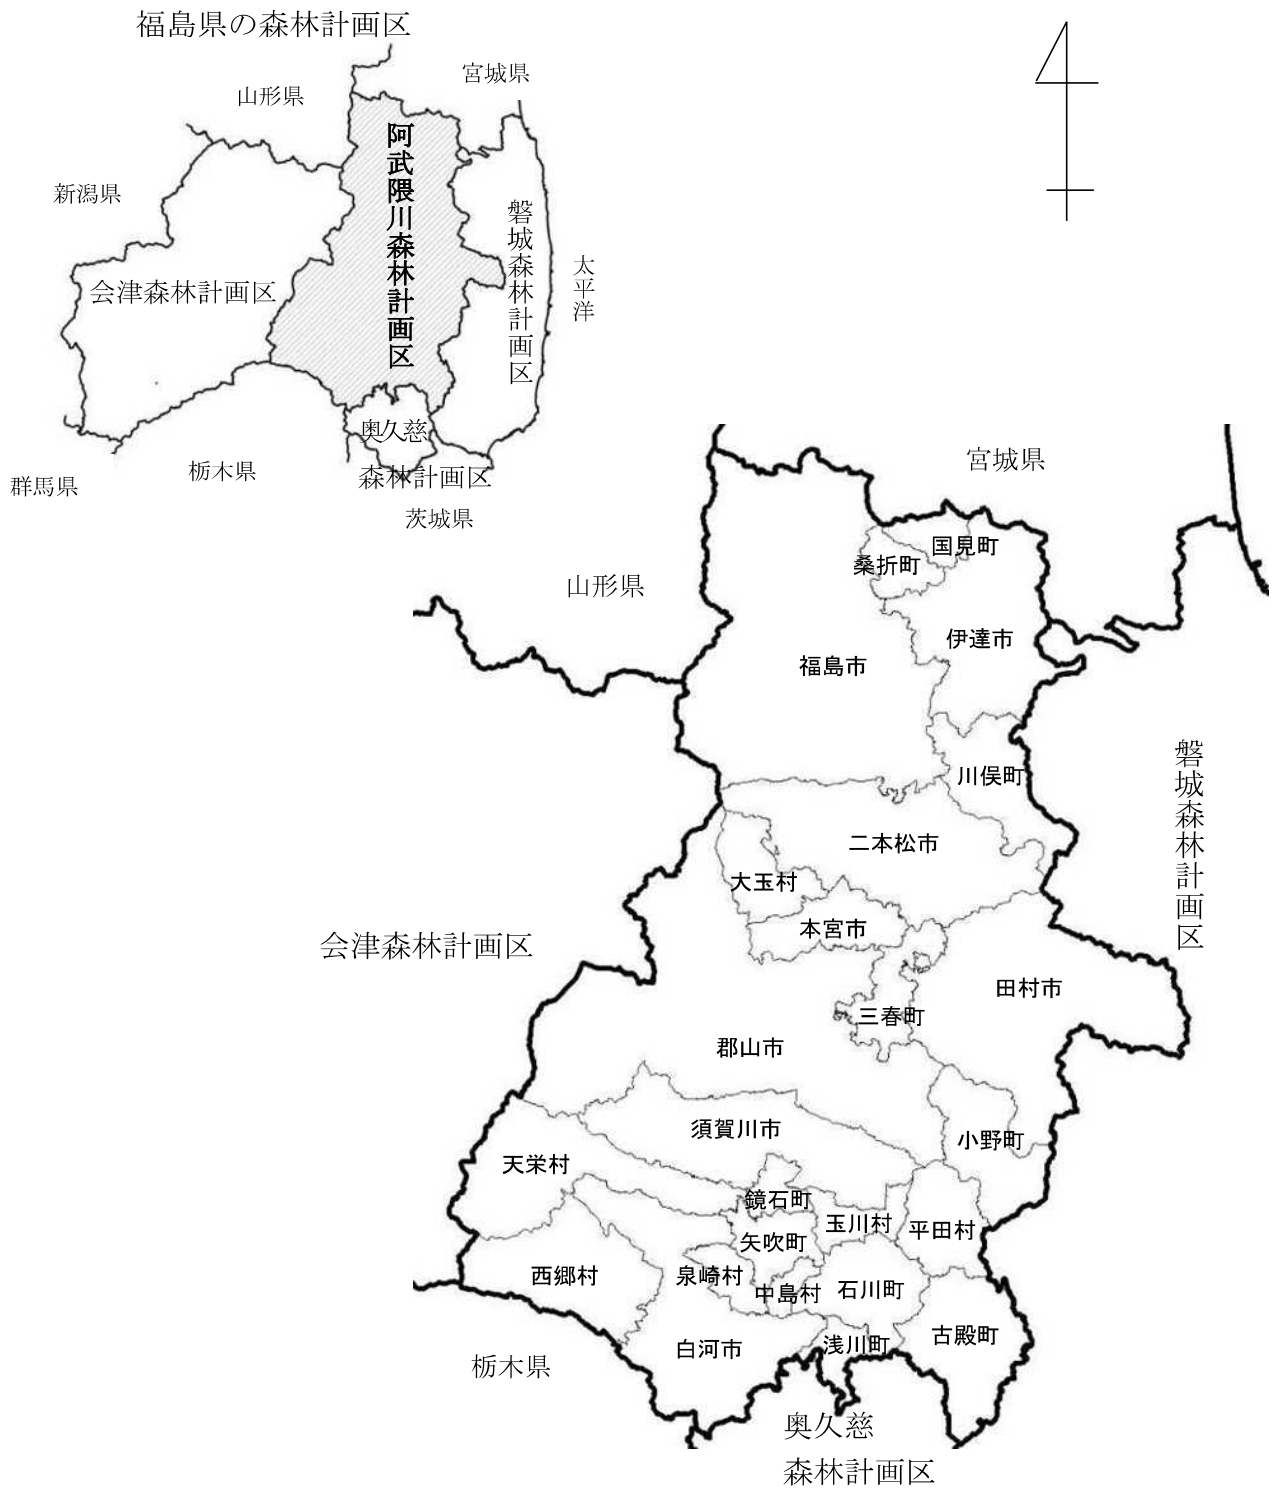 福島県の森林計画区
宮城県
山形県
阿武隈川森林計画区
新潟県
磐城森林計画区
太平洋
会津森林計画区
奥久慈
森林計画区
栃木県
群馬県
茨城県
宮城県
国見町
桑折町
山形県
伊達市
福島市
磐城森林計画区
川俣町
二本松市
大玉村
本宮市
会津森林計画区
田村市
三春町
郡山市
須賀川市
小野町
天栄村
鏡石町
玉川村
平田村
矢吹町
西郷村
泉崎村
中島村
石川町
古殿町
白河市
浅川町
栃木県
奥久慈
森林計画区